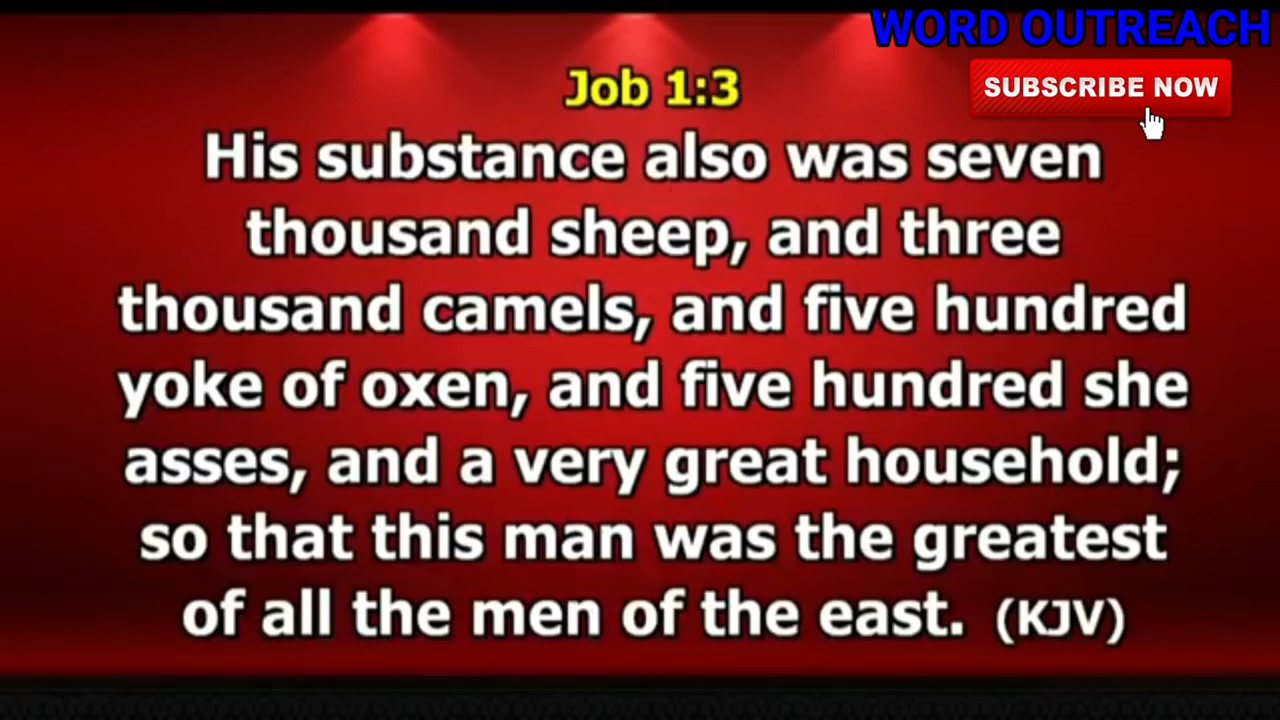 WORD OUTREACH
SUBSCRIBE NOW
Job 1:3
His substance also was seven
thousand sheep, and three
thousand camels, and five hundred
yoke of oxen, and five hundred she
asses, and a very great household;
so that this man was the greatest
of all the men of the east. (KJV)